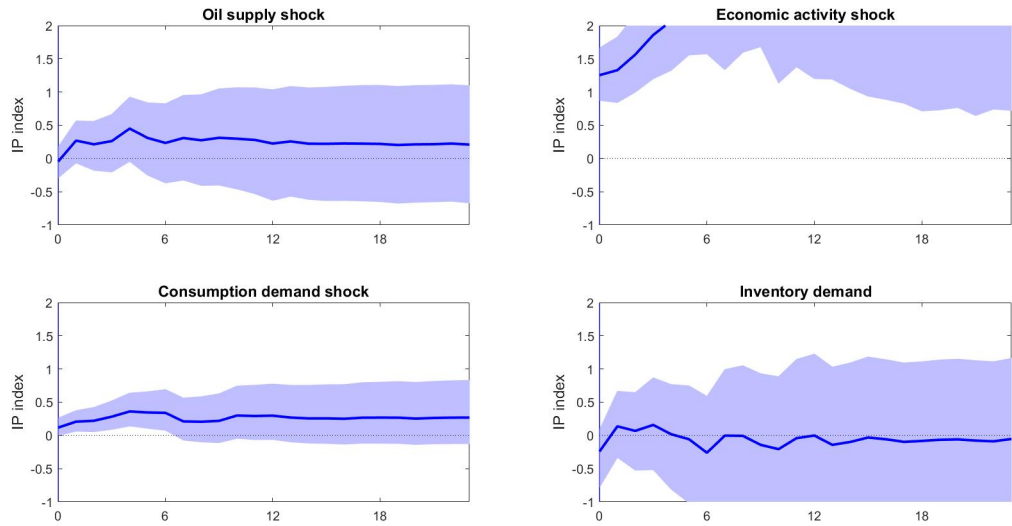 Oil supply shock
IP index
2
1.5
1
0.5
0
-0.5
-1
0 6 12 18
Economic activity shock
IP index
2
1.5
1
0.5
0
-0.5
-1
0 6 12 18
Consumption demand shock
IP index
2
1.5
1
0.5
0
-0.5
-1
0 6 12 18
Inventory demand
IP index
2
1.5
1
0.5
0
-0.5
-1
0 6 12 18